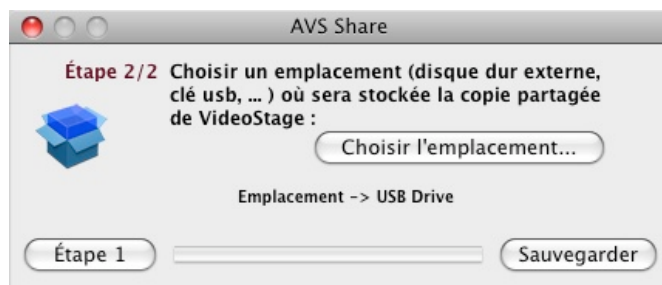 AVS Share
Étape 2/2
Choisir un emplacement (disque dur externe,
clé usb, ... ) où sera stockée la copie partagée
de VideoStage :
Choisir l'emplacement...
Emplacement -> USB Drive
Étape 1
Sauvegarder